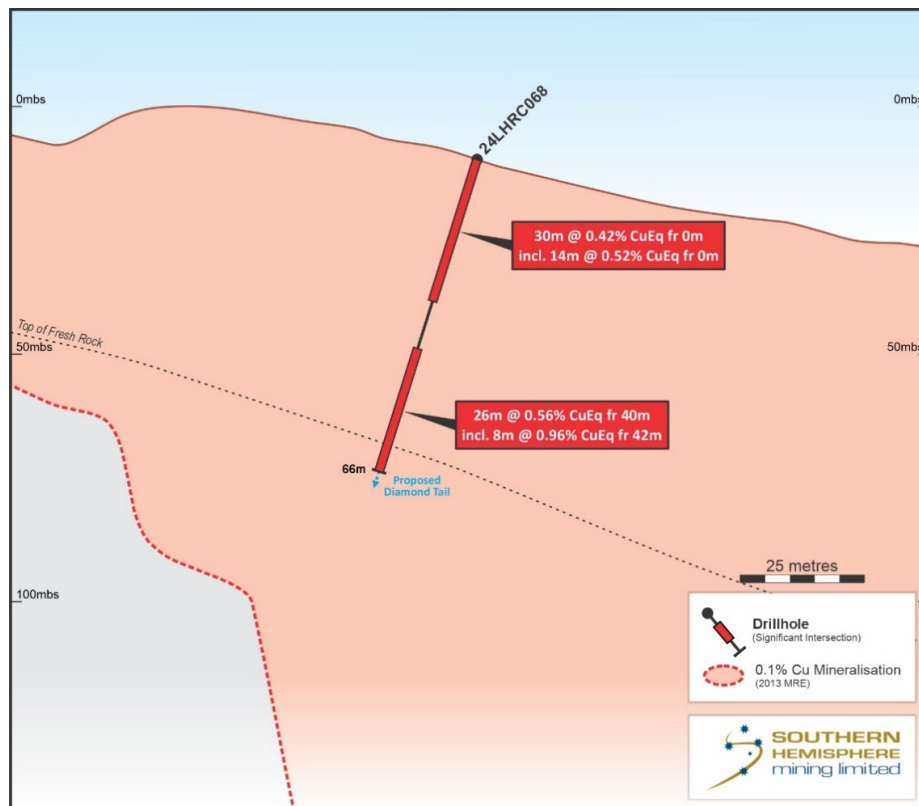 0mbs
0mbs
24LHRC068
30m @ 0.42% CuEq fr 0m
incl. 14m @ 0.52% CuEq fr 0m
Top of Fresh Rock
50mbs
50mbs
26m @ 0.56% CuEq fr 40m
incl. 8m @ 0.96% CuEq fr 42m
66m
Proposed
Diamond Tail
25 metres
100mbs
Drillhole
(Significant Intersection)
0.1% Cu Mineralisation
(2013 MRE)
SOUTHERN
HEMISPHERE
mining limited